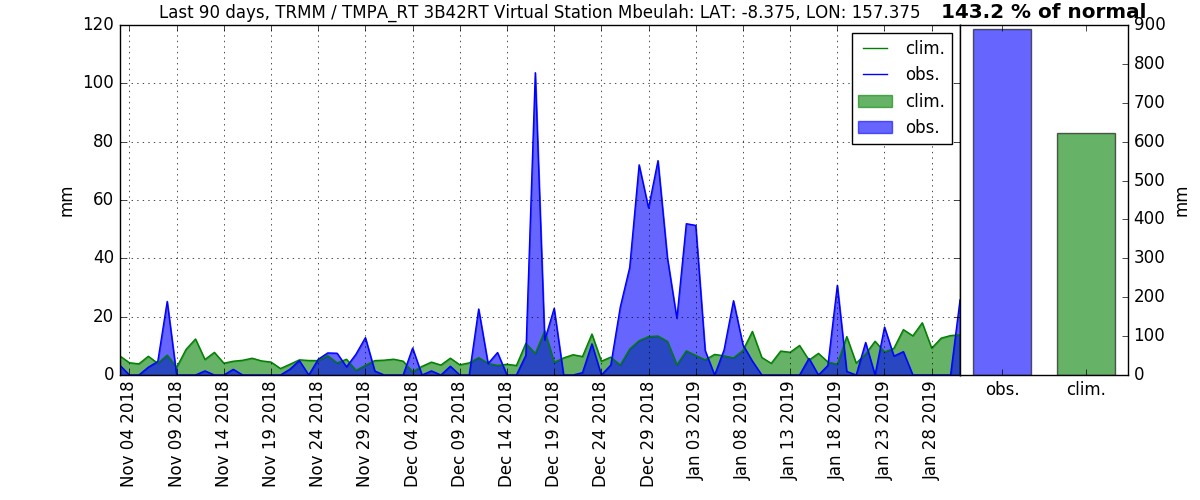 Last 90 days, TRMM / TMPA_RT 3B42RT Virtual Station Mbeulah: LAT: -8.375, LON: 157.375
143.2 % of normal
120
100
80
60
40
20
0
mm
clim.
obs.
clim.
obs.
Nov 04 2018
Nov 09 2018
Nov 14 2018
Nov 19 2018
Nov 24 2018
Nov 29 2018
Dec 04 2018
Dec 09 2018
Dec 14 2018
Dec 19 2018
Dec 24 2018
Dec 29 2018
Jan 03 2019
Jan 08 2019
Jan 13 2019
Jan 18 2019
Jan 23 2019
Jan 28 2019
900
800
700
600
500
400
300
200
100
0
mm
obs.
clim.